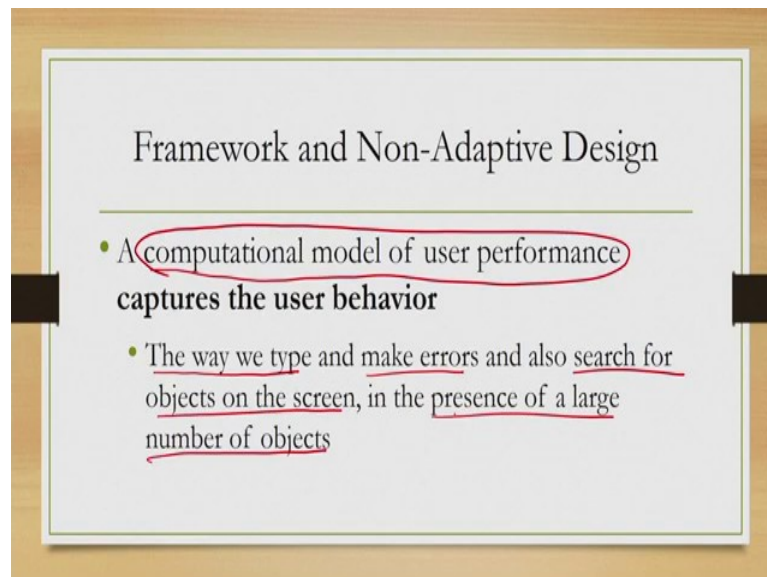 Framework and Non-Adaptive Design
• A computational model of user performance
captures the user behavior
• The way we type and make errors and also search for
objects on the screen, in the presence of a large
number of objects